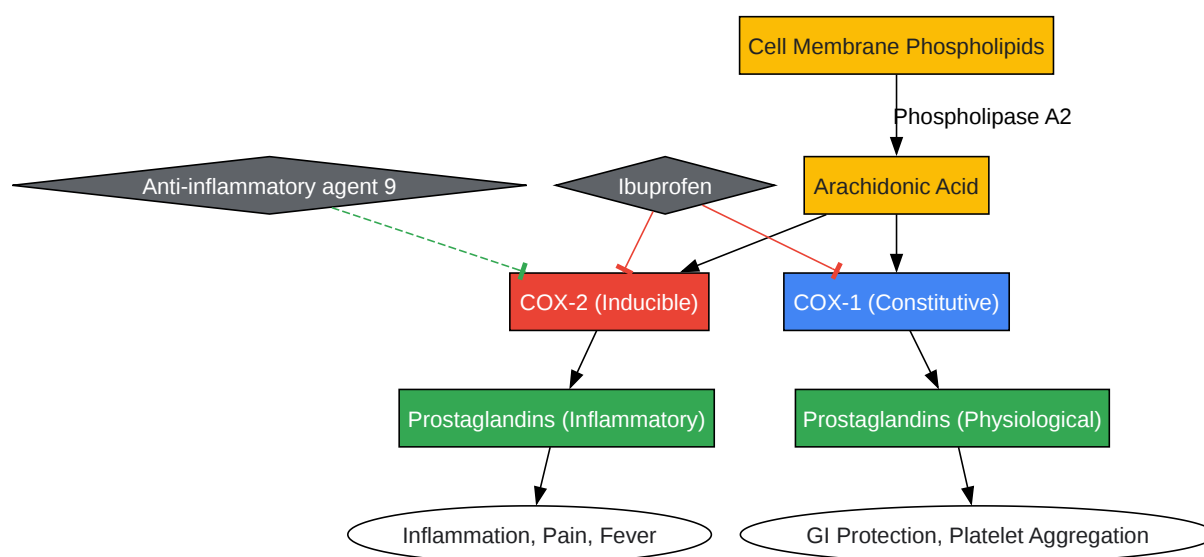 Cell Membrane Phospholipids
Phospholipase A2
Anti-inflammatory agent 9
Ibuprofen
Arachidonic Acid
COX-2 (Inducible)
COX-1 (Constitutive)
Prostaglandins (Inflammatory)
Prostaglandins (Physiological)
Inflammation, Pain, Fever
GI Protection, Platelet Aggregation